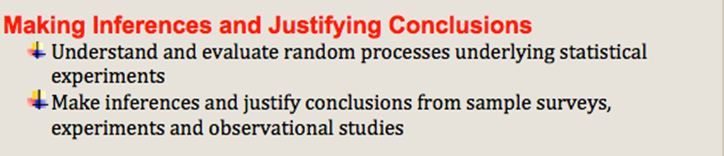 Making Inferences and Justifying Conclusions
Understand and evaluate random processes underlying statistical
experiments
Make inferences and justify conclusions from sample surveys,
experiments and observational studies